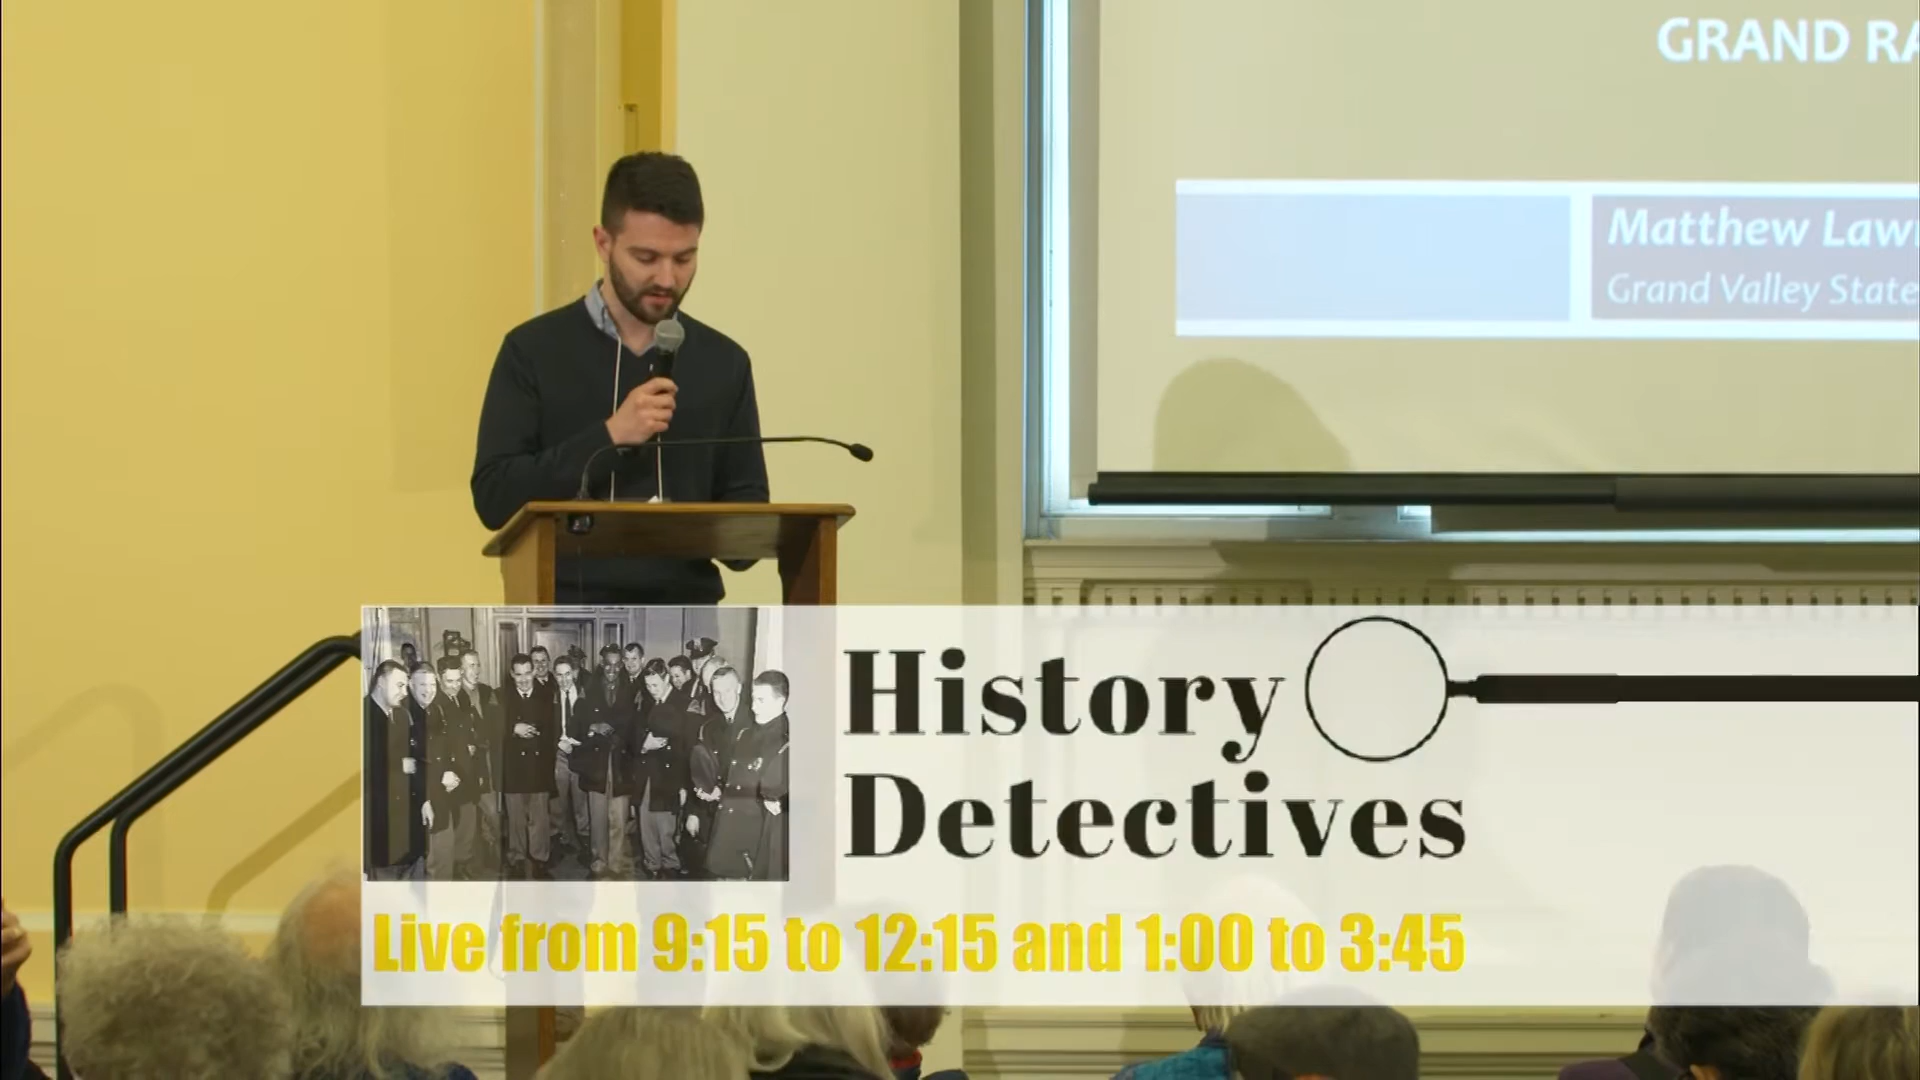 GRAND RA
Matthew Law
Grand Valley State
History
Detectives
Live from 9:15 to 12:15 and 1:00 to 3:45